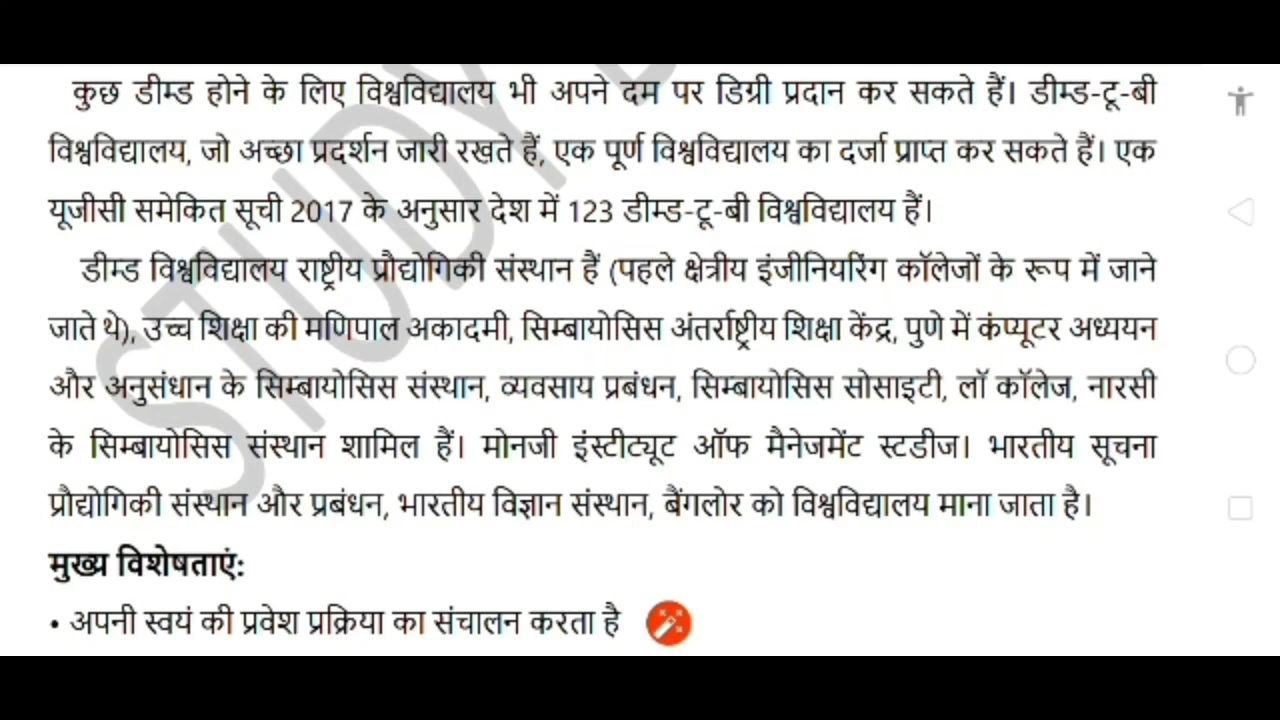 कुछ डीम्ड होने के लिए विश्वविद्यालय भी अपने दम पर डिग्री प्रदान कर सकते हैं। डीम्ड-टू-बी
विश्वविद्यालय, जो अच्छा प्रदर्शन जारी रखते हैं, एक पूर्ण विश्वविद्यालय का दर्जा प्राप्त कर सकते हैं। एक
यूजीसी समेकित सूची 2017 के अनुसार देश में 123 डीम्ड-टू-बी विश्वविद्यालय हैं।
डीम्ड विश्वविद्यालय राष्ट्रीय प्रौद्योगिकी संस्थान हैं (पहले क्षेत्रीय इंजीनियरिंग कॉलेजों के रूप में जाने
जाते थे), उच्च शिक्षा की मणिपाल अकादमी, सिम्बायोसिस अंतर्राष्ट्रीय शिक्षा केंद्र, पुणे में कंप्यूटर अध्ययन
और अनुसंधान के सिम्बायोसिस संस्थान, व्यवसाय प्रबंधन, सिम्बायोसिस सोसाइटी, लॉ कॉलेज, नारसी
के सिम्बायोसिस संस्थान शामिल हैं। मोनजी इंस्टीट्यूट ऑफ मैनेजमेंट स्टडीज। भारतीय सूचना
प्रौद्योगिकी संस्थान और प्रबंधन, भारतीय विज्ञान संस्थान, बैंगलोर को विश्वविद्यालय माना जाता है।
मुख्य विशेषताएं:
• अपनी स्वयं की प्रवेश प्रक्रिया का संचालन करता है
STUDY